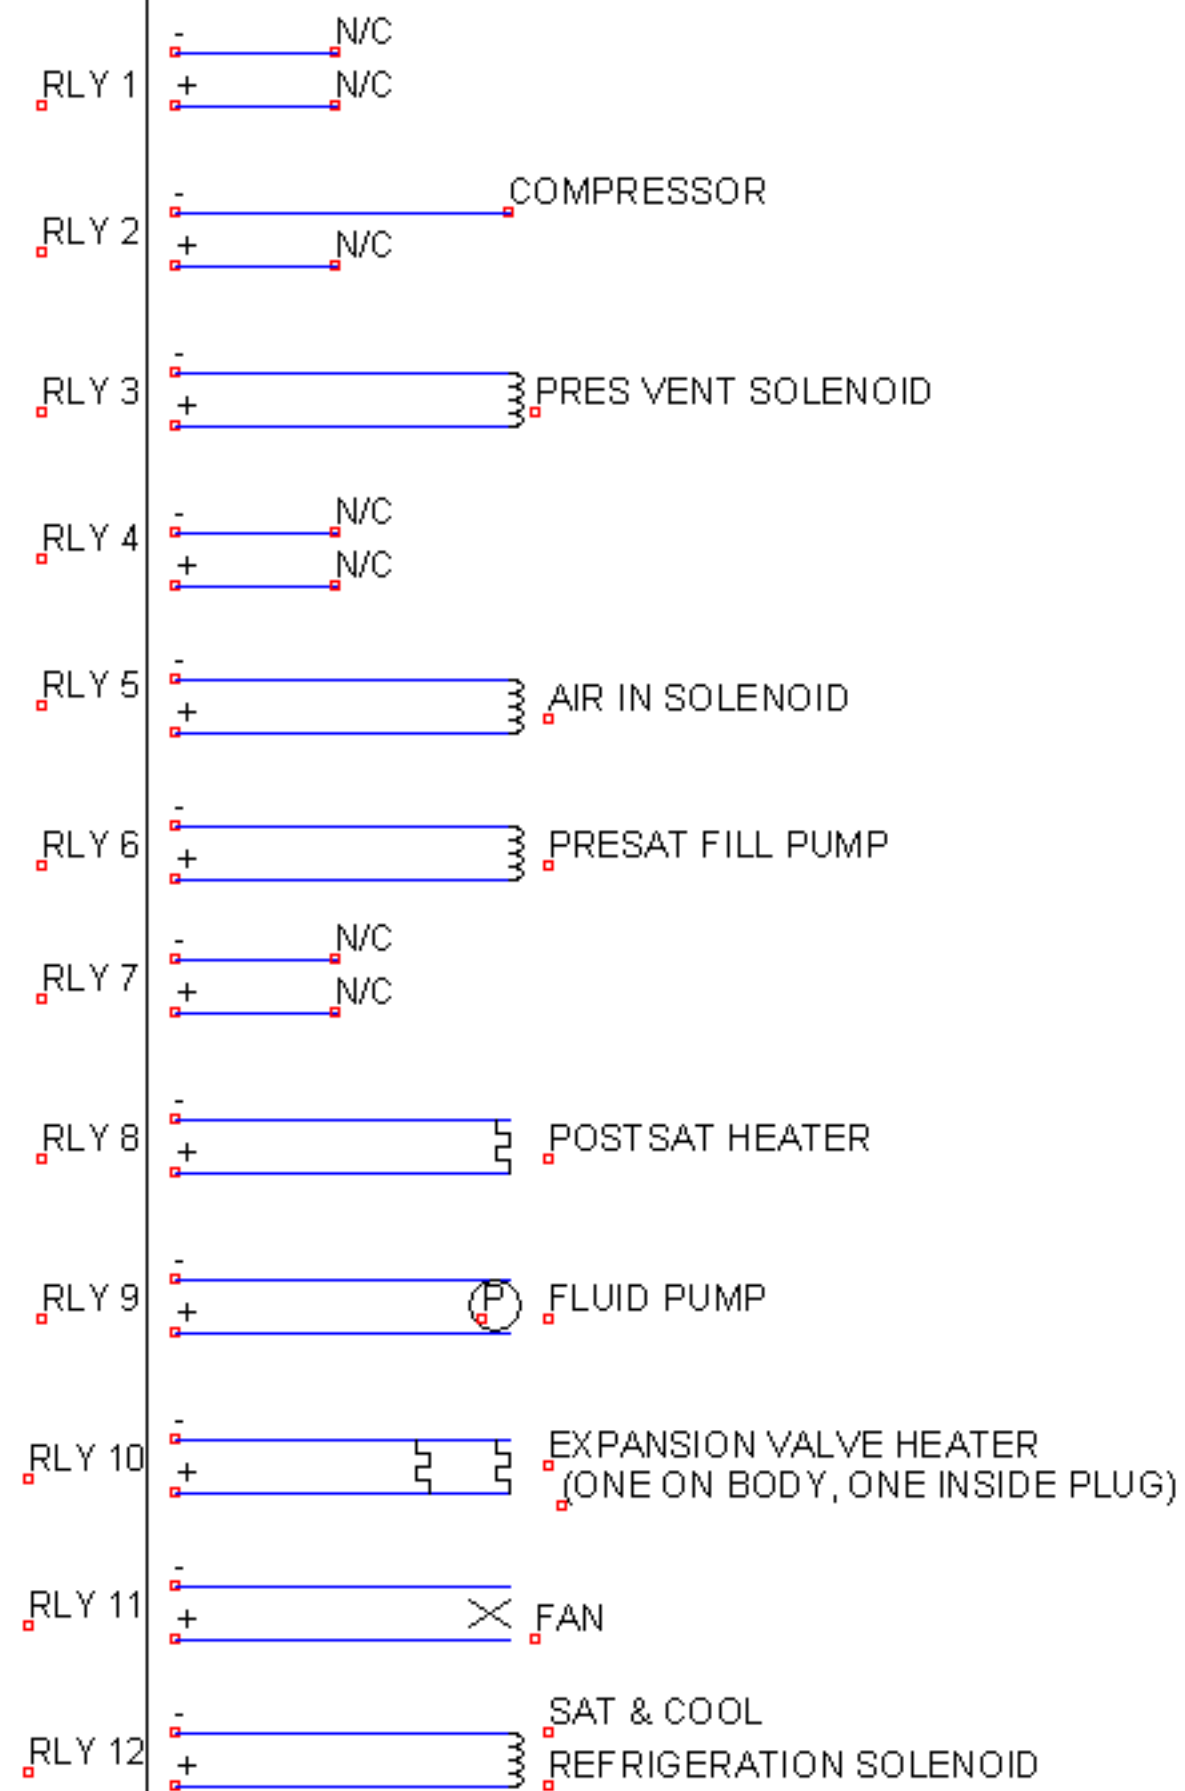 - N/C
RLY 1 + N/C
- COMPRESSOR
RLY 2 + N/C
-
RLY 3 + PRES VENT SOLENOID
- N/C
RLY 4 + N/C
-
RLY 5 + AIR IN SOLENOID
-
RLY 6 + PRESAT FILL PUMP
- N/C
RLY 7 + N/C
-
RLY 8 + POSTSAT HEATER
-
RLY 9 + P FLUID PUMP
-
RLY 10 + EXPANSION VALVE HEATER
(ONE ON BODY, ONE INSIDE PLUG)
-
RLY 11 + FAN
- SAT & COOL
RLY 12 + REFRIGERATION SOLENOID